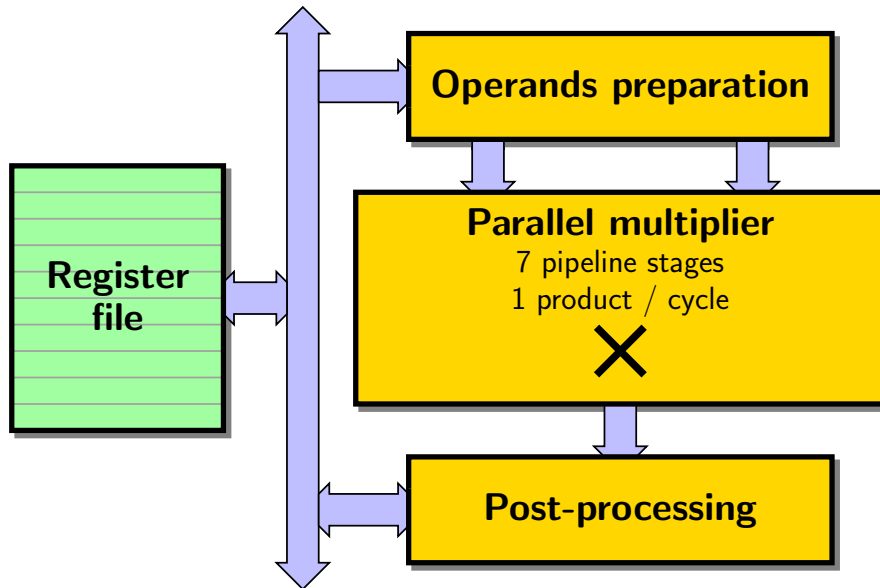 Operands preparation
Parallel multiplier
7 pipeline stages
1 product / cycle
Register
file
Post-processing